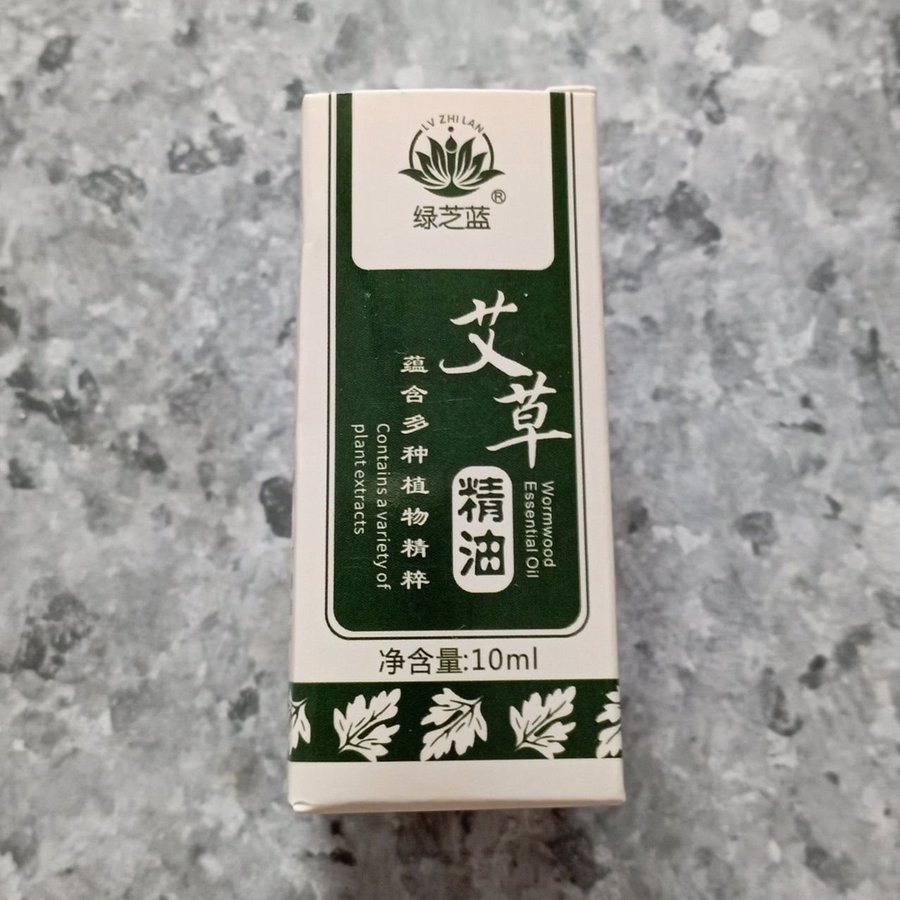 LV ZHI LAN
®
绿芝蓝
艾草
精油
Wormwood
Essential Oil
蕴含多种植物精粹
Contains a variety of
plant extracts
净含量:10ml